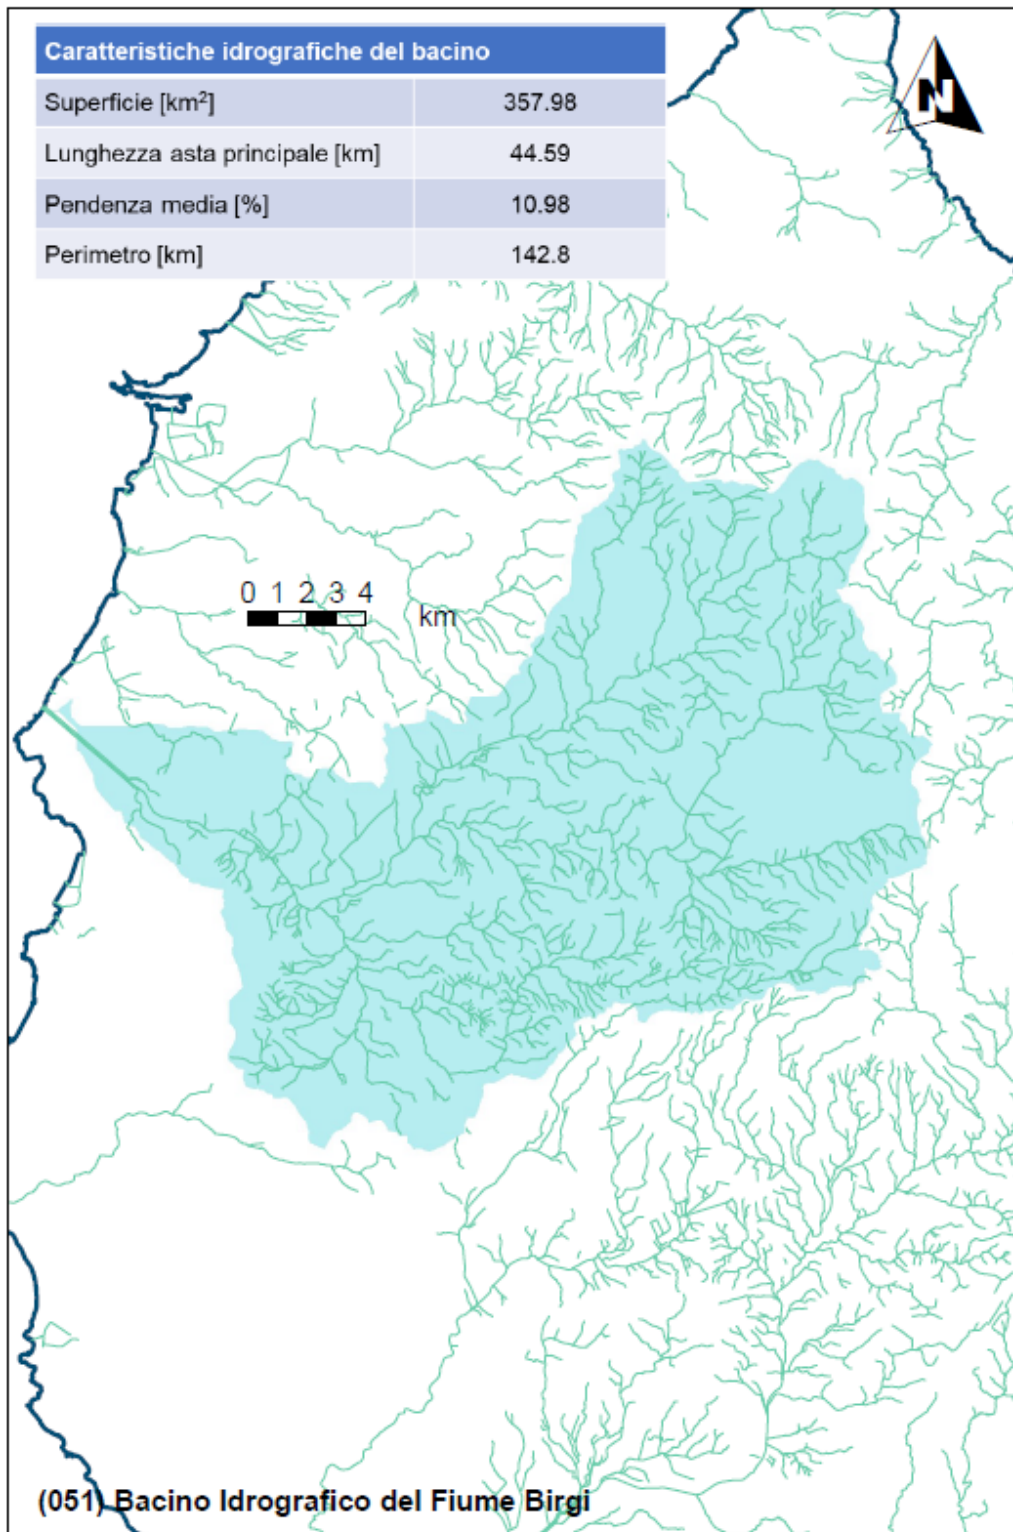 Caratteristiche idrografiche del bacino
Superficie [km²] 357.98
Lunghezza asta principale [km] 44.59
Pendenza media [%] 10.98
Perimetro [km] 142.8
N
0 1 2 3 4
km
(051) Bacino Idrografico del Fiume Birgi